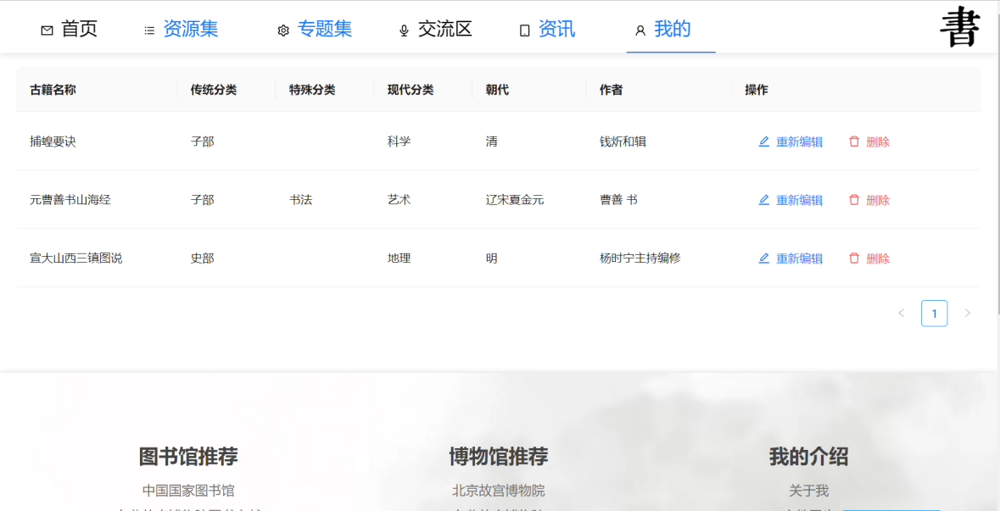 首页 资源集 专题集 交流区 资讯 我的 書
古籍名称 传统分类 特殊分类 现代分类 朝代 作者 操作
捕蝗要诀 子部 科学 清 钱炘和辑 重新编辑 删除
元曹善书山海经 子部 书法 艺术 辽宋夏金元 曹善 书 重新编辑 删除
宣大山西三镇图说 史部 地理 明 杨时宁主持编修 重新编辑 删除
< 1 >
图书馆推荐 博物馆推荐 我的介绍
中国国家图书馆 北京故宫博物院 关于我